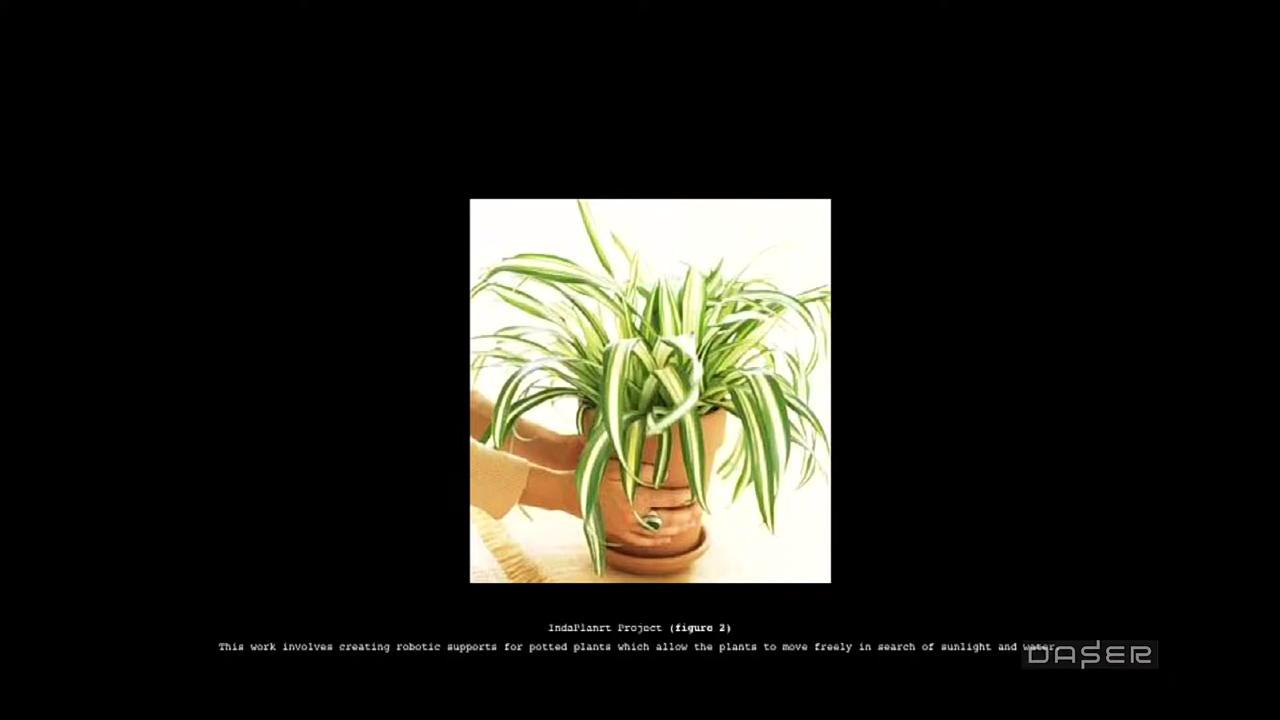 IndaPlanrt Project (figure 2)
This work involves creating robotic supports for potted plants which allow the plants to move freely in search of sunlight and water.
DASER